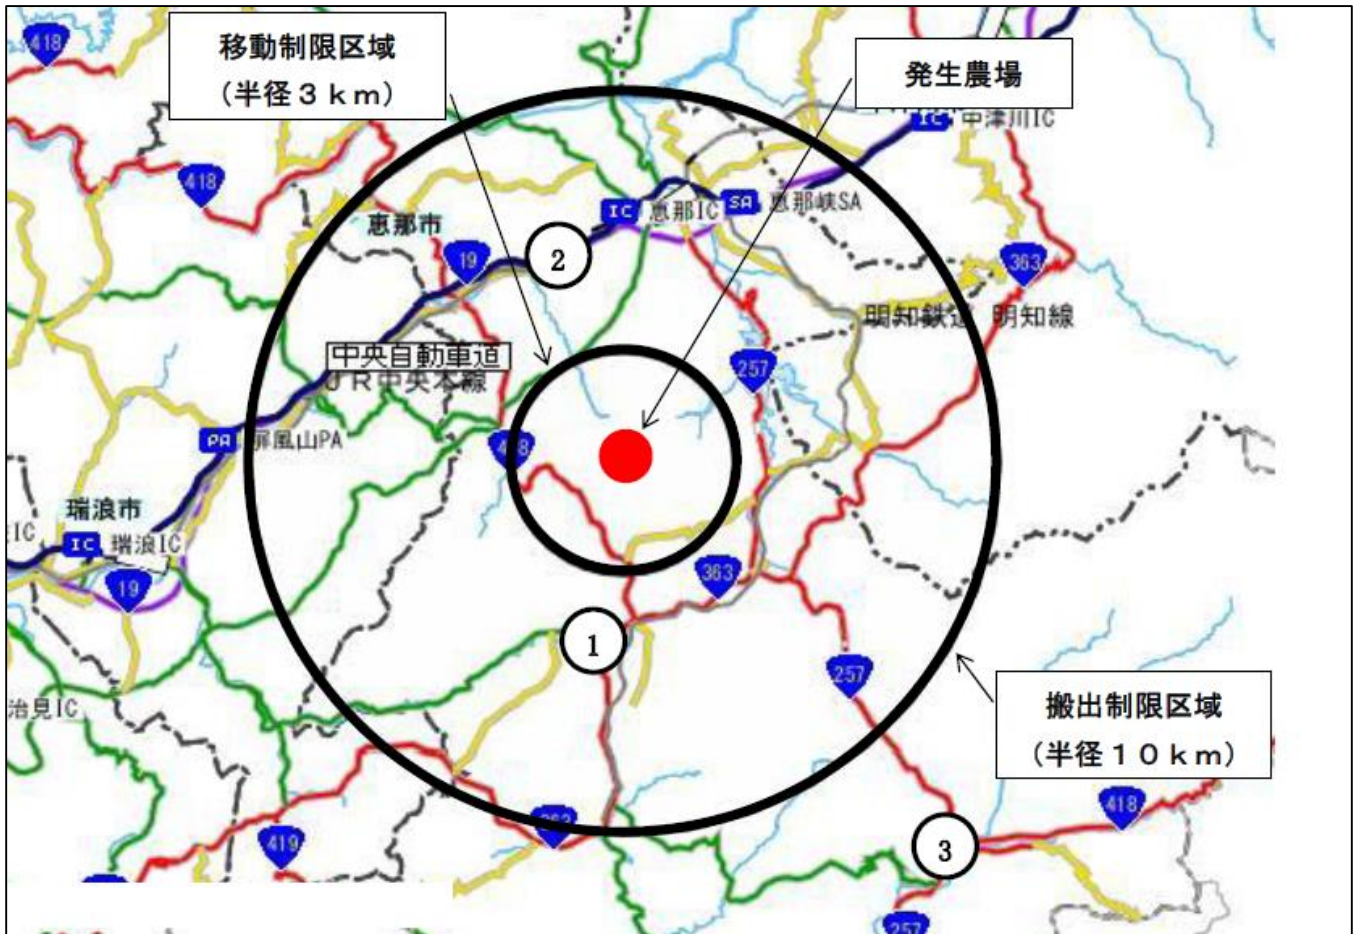 418
移動制限区域
（半径３ｋｍ）
発生農場
IC
中津川IC
418
IC
恵那IC
SA
恵那峡SA
恵那市
19
2
363
明知鉄道 明知線
中央自動車道
ＪＲ中央本線
257
PA
屏風山PA
418
瑞浪市
IC
IC
瑞浪IC
19
363
1
257
搬出制限区域
（半径１０ｋｍ）
治見IC
418
363
419
3
257